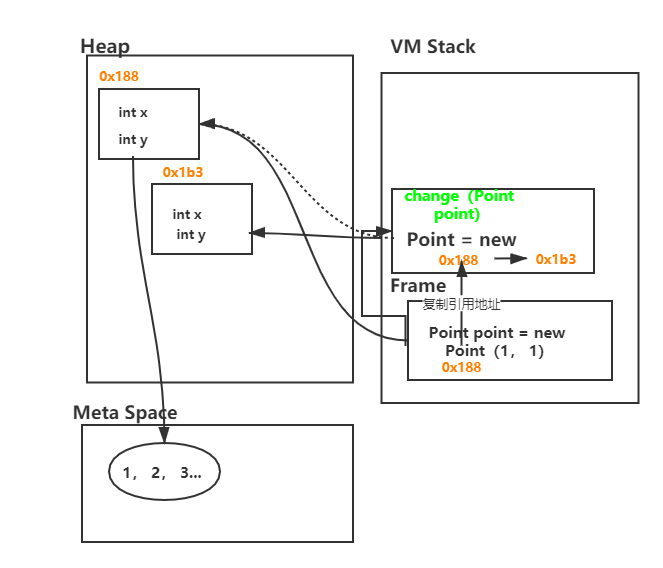 Heap
0x188
int x
int y
0x1b3
int x
int y
VM Stack
change（Point
point）
Point = new
0x188
0x1b3
Frame
复制引用地址
Point point = new
Point（1， 1）
0x188
Meta Space
1， 2， 3...